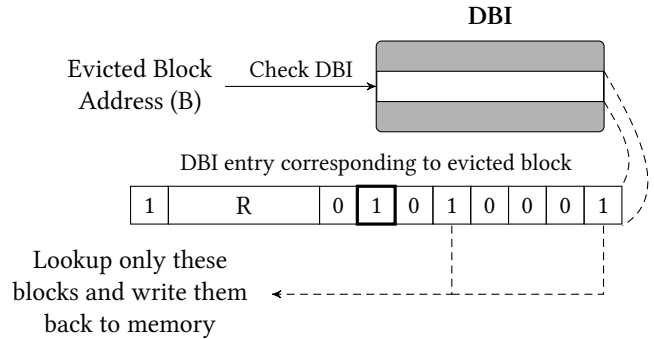 DBI
Evicted Block
Address (B)
Check DBI
DBI entry corresponding to evicted block
1 R 0 1 0 1 0 0 0 1
Lookup only these
blocks and write them
back to memory